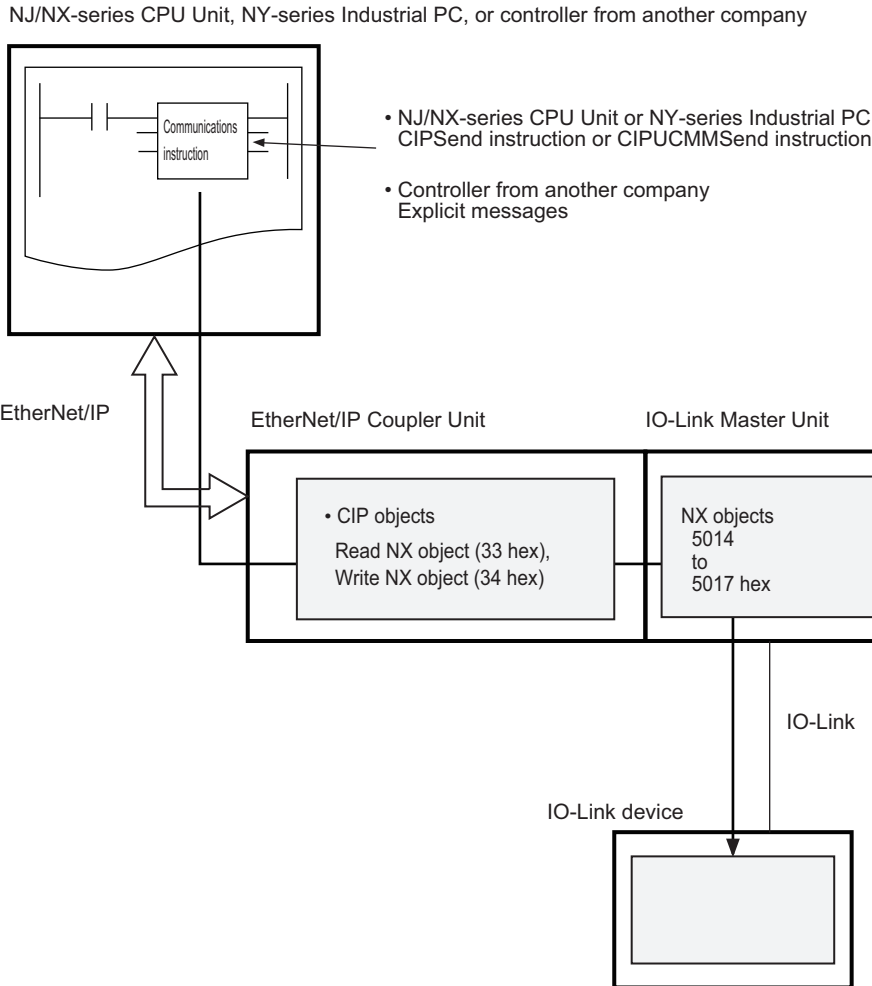 NJ/NX-series CPU Unit, NY-series Industrial PC, or controller from another company
Communications
instruction
• NJ/NX-series CPU Unit or NY-series Industrial PC
CIPSend instruction or CIPUCMMSend instruction
• Controller from another company
Explicit messages
EtherNet/IP
EtherNet/IP Coupler Unit
IO-Link Master Unit
• CIP objects
Read NX object (33 hex),
Write NX object (34 hex)
NX objects
5014
to
5017 hex
IO-Link
IO-Link device